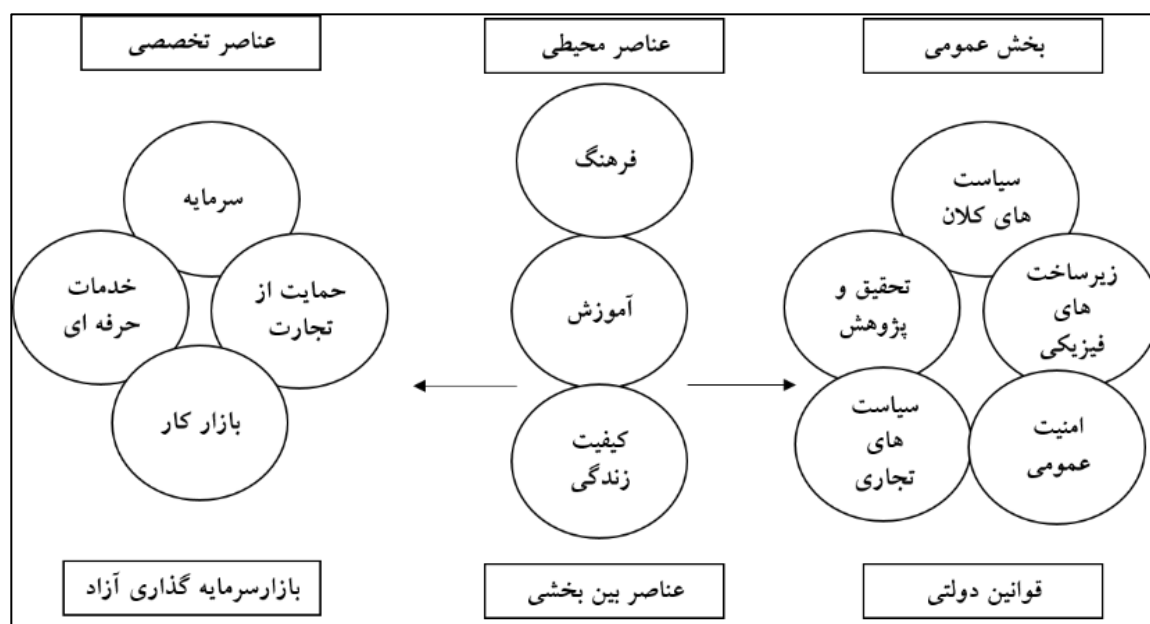 بخش عمومی
عناصر محیطی
عناصر تخصصی
سیاست
های کلان
زیرساخت
های
فیزیکی
تحقیق و
پژوهش
امنیت
عمومی
سیاست
های
تجاری
فرهنگ
آموزش
کیفیت
زندگی
سرمایه
حمایت از
تجارت
خدمات
حرفه ای
بازار کار
قوانین دولتی
عناصر بین بخشی
بازارسرمایه گذاری آزاد